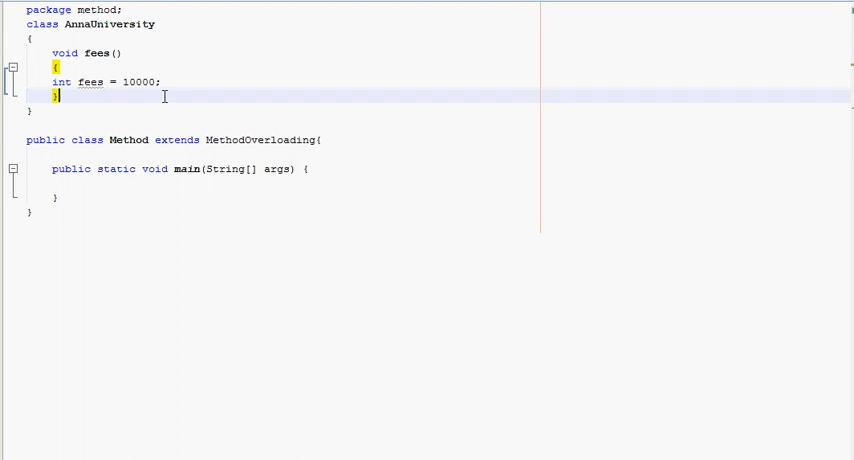 package method;
class AnnaUniversity
{
void fees()
{
int fees = 10000;
}
}
public class Method extends MethodOverloading{
public static void main(String[] args) {
}
}